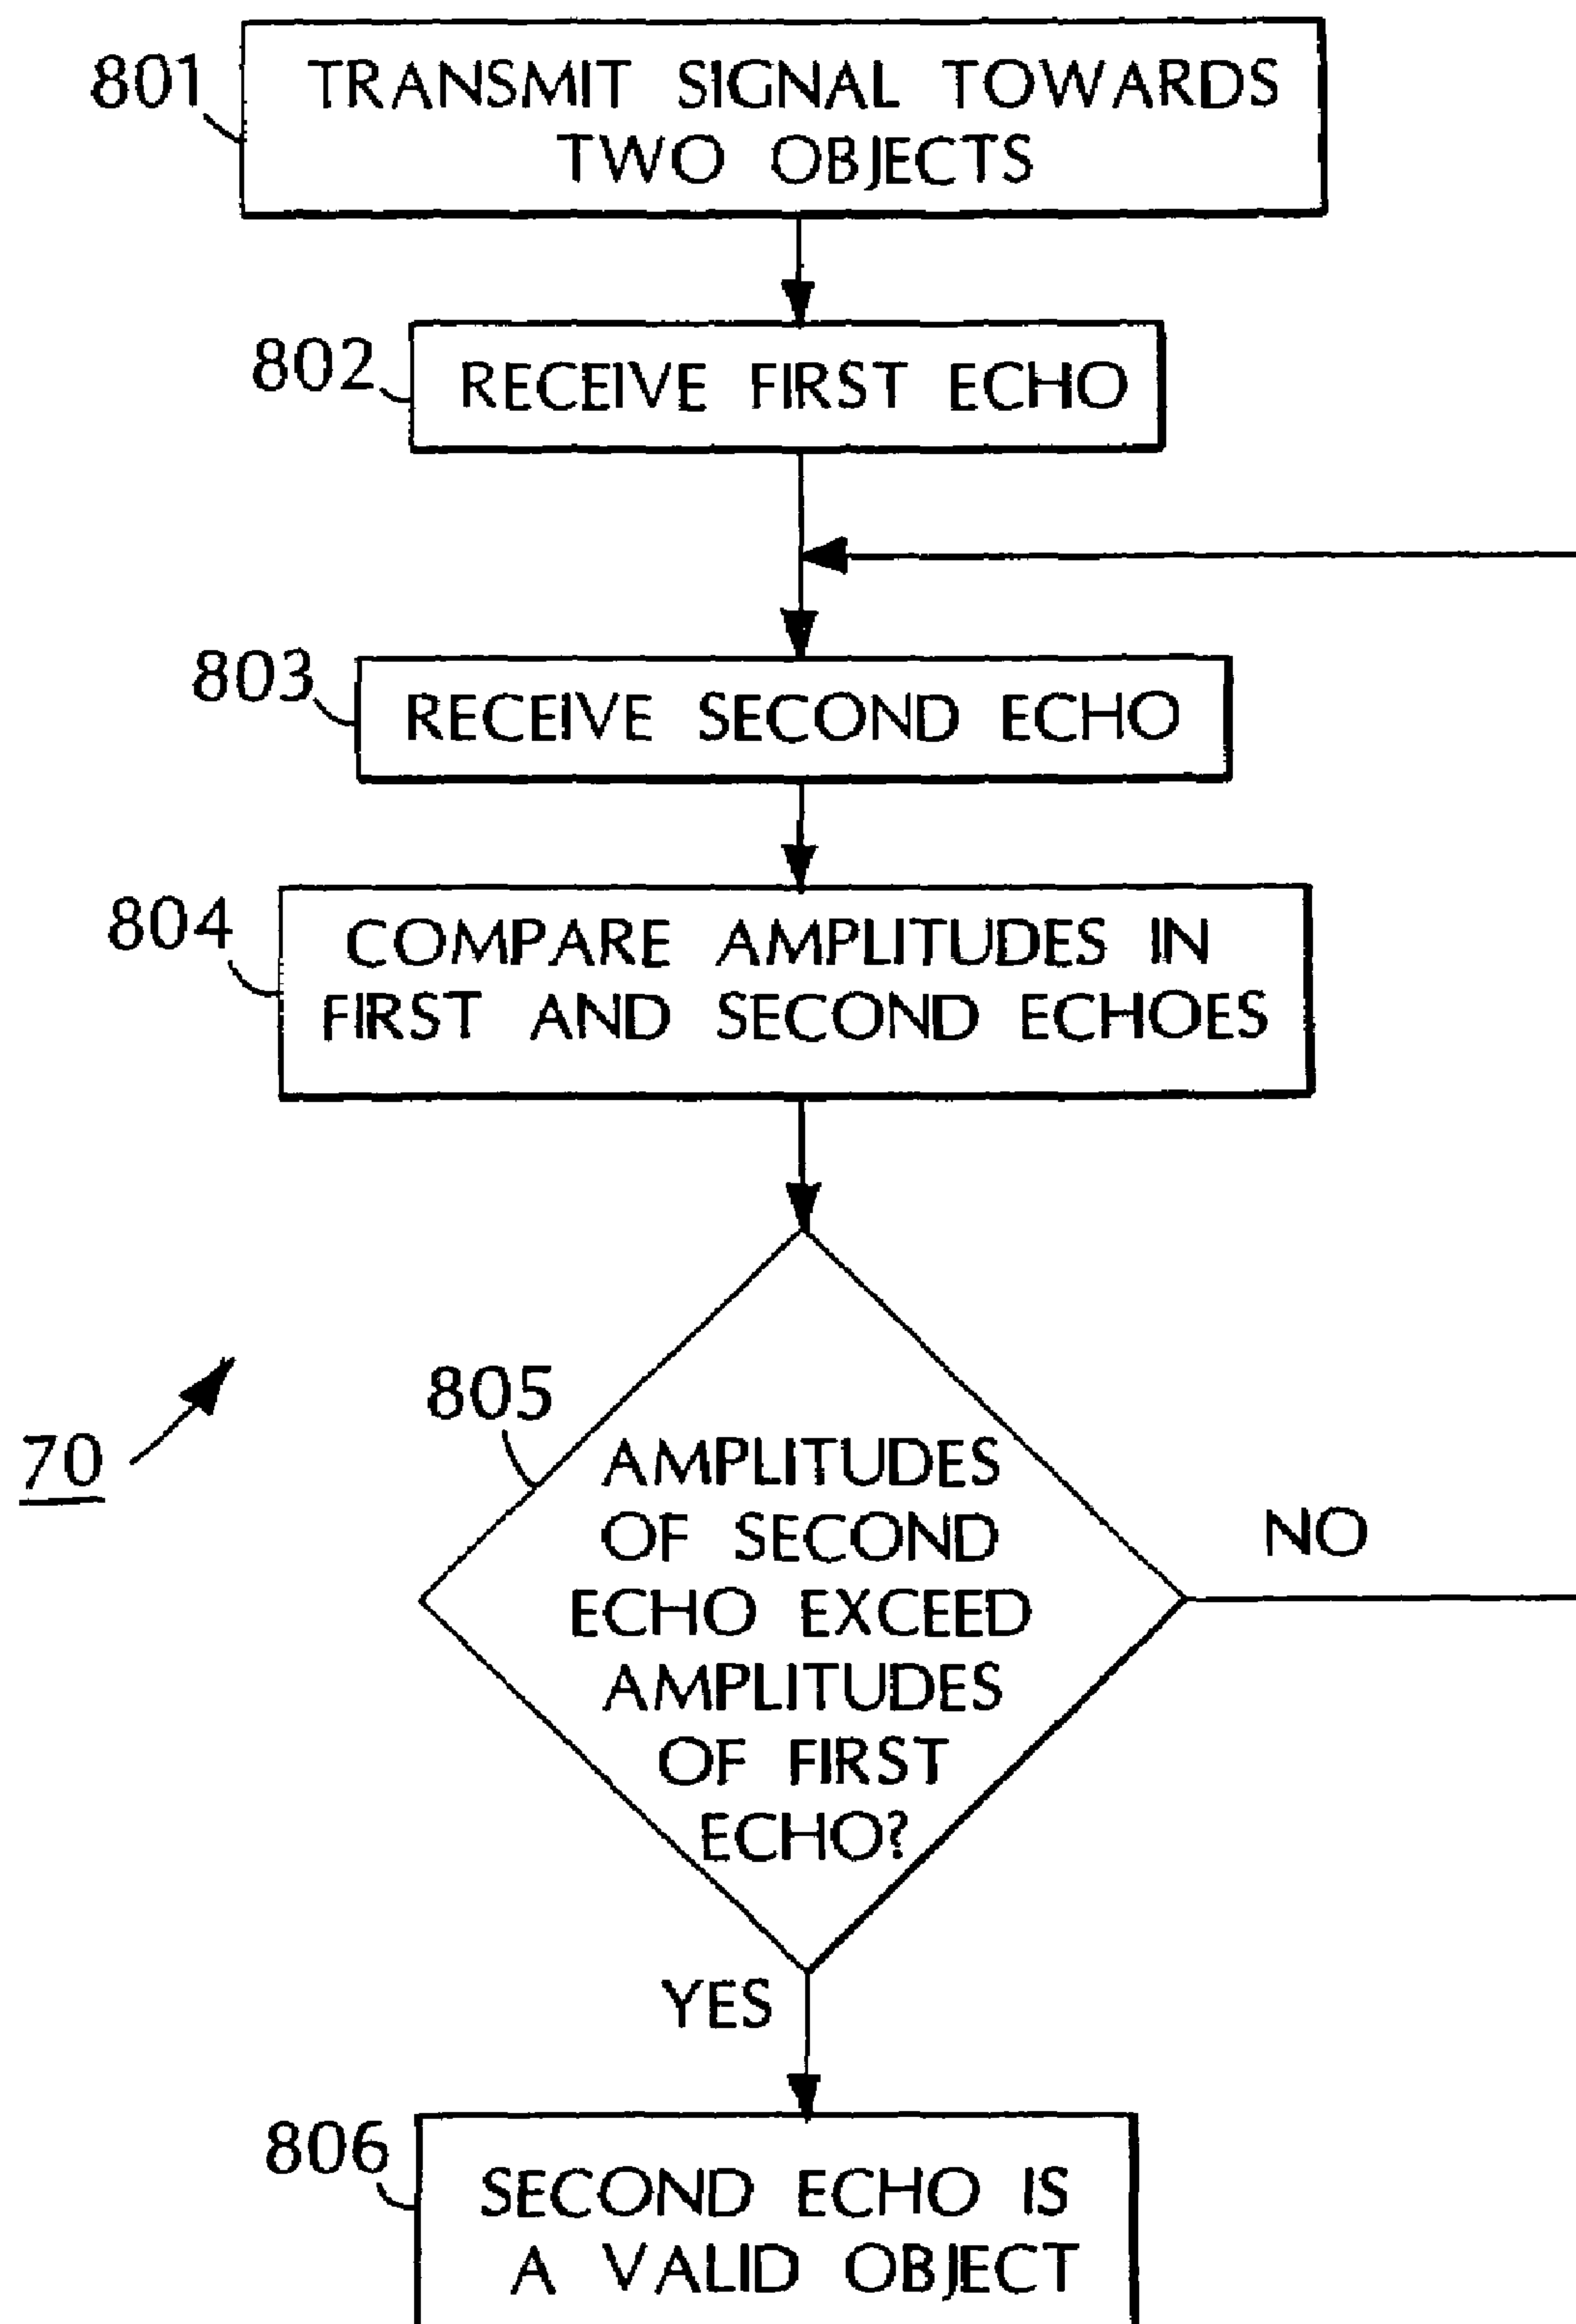 801
TRANSMIT SIGNAL TOWARDS
TWO OBJECTS
802
RECEIVE FIRST ECHO
803
RECEIVE SECOND ECHO
804
COMPARE AMPLITUDES IN
FIRST AND SECOND ECHOES
805
70
AMPLITUDES
OF SECOND
ECHO EXCEED
AMPLITUDES
OF FIRST
ECHO?
NO
YES
806
SECOND ECHO IS
A VALID OBJECT